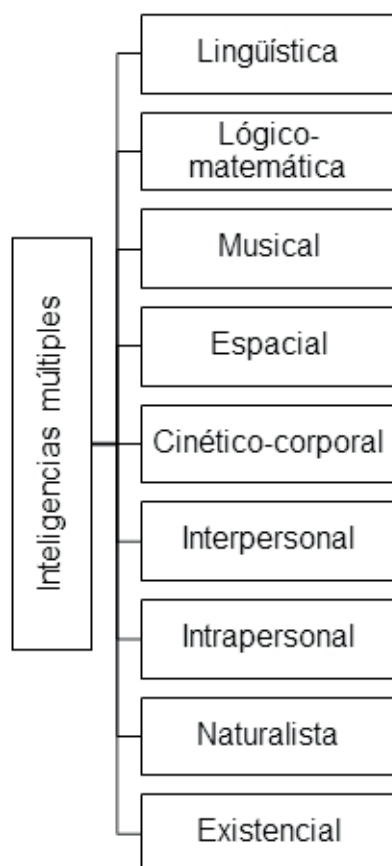 Inteligencias múltiples
Lingüística
Lógico-
matemática
Musical
Espacial
Cinético-corporal
Interpersonal
Intrapersonal
Naturalista
Existencial